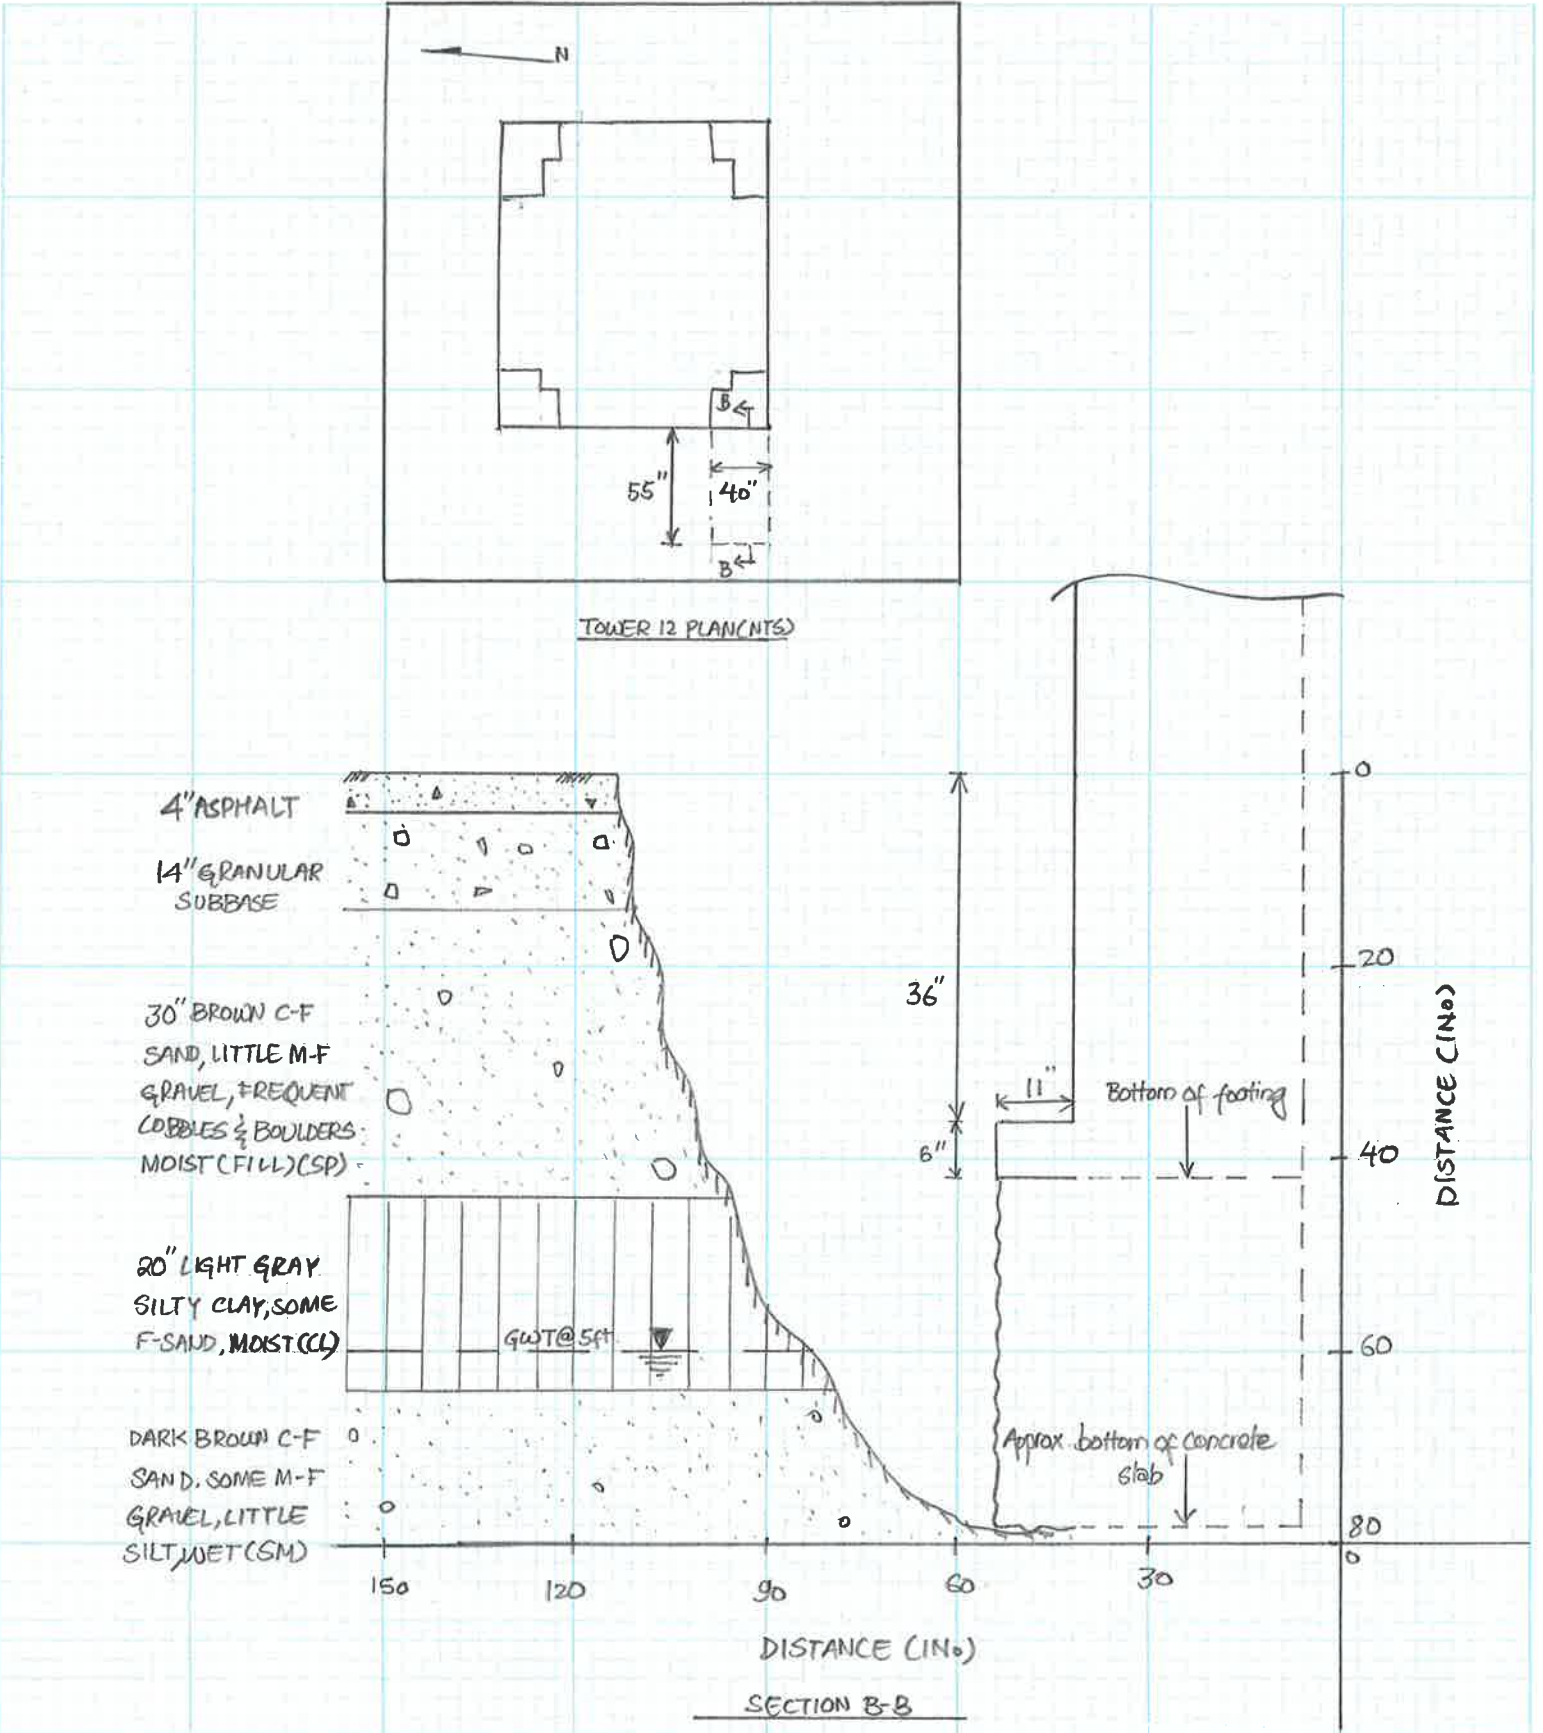 N
B
55"
40"
B
TOWER 12 PLAN(NTS)
4" ASPHALT
14" GRANULAR
SUBBASE
30" BROWN C-F
SAND, LITTLE M-F
GRAVEL, FREQUENT
COBBLES & BOULDERS
MOIST (FILL)(SP)
20" LIGHT GRAY
SILTY CLAY, SOME
F-SAND, MOIST (CL)
GWT@5ft
DARK BROWN C-F
SAND. SOME M-F
GRAVEL, LITTLE
SILT, WET (SM)
36"
11"
6"
Bottom of footing
Approx bottom of concrete
slab
0
20
40
60
80
DISTANCE (IN.)
150
120
90
60
30
0
DISTANCE (IN.)
SECTION B-B